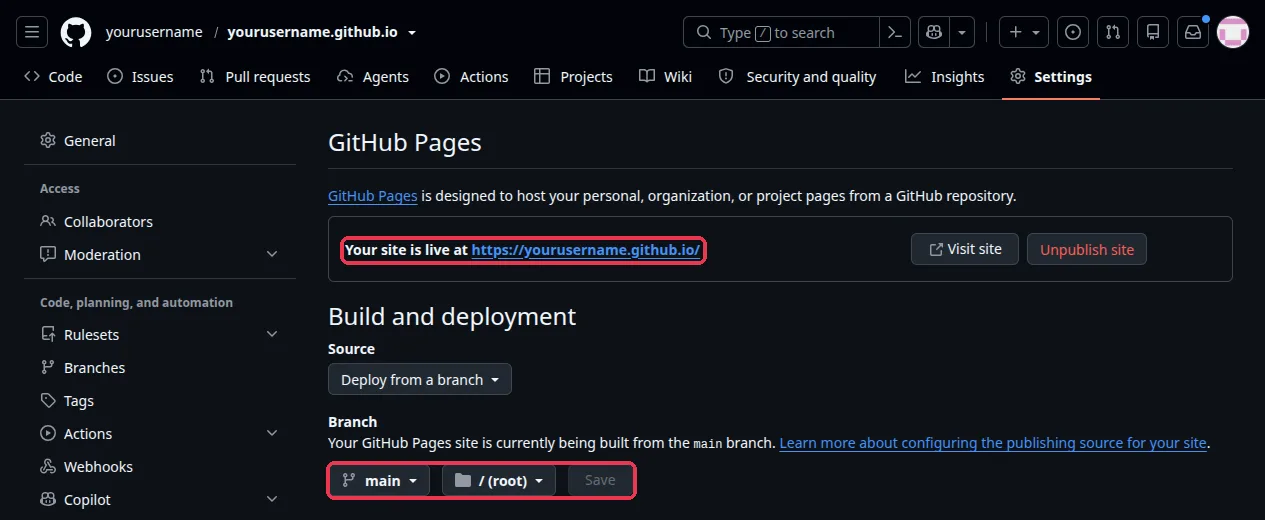 yourusername / yourusername.github.io
Type / to search
Code Issues Pull requests Agents Actions Projects Wiki Security and quality Insights Settings
General
Access
Collaborators
Moderation
Code, planning, and automation
Rulesets
Branches
Tags
Actions
Webhooks
Copilot
GitHub Pages
GitHub Pages is designed to host your personal, organization, or project pages from a GitHub repository.
Your site is live at https://yourusername.github.io/
Visit site
Unpublish site
Build and deployment
Source
Deploy from a branch
Branch
Your GitHub Pages site is currently being built from the main branch. Learn more about configuring the publishing source for your site.
main / (root) Save